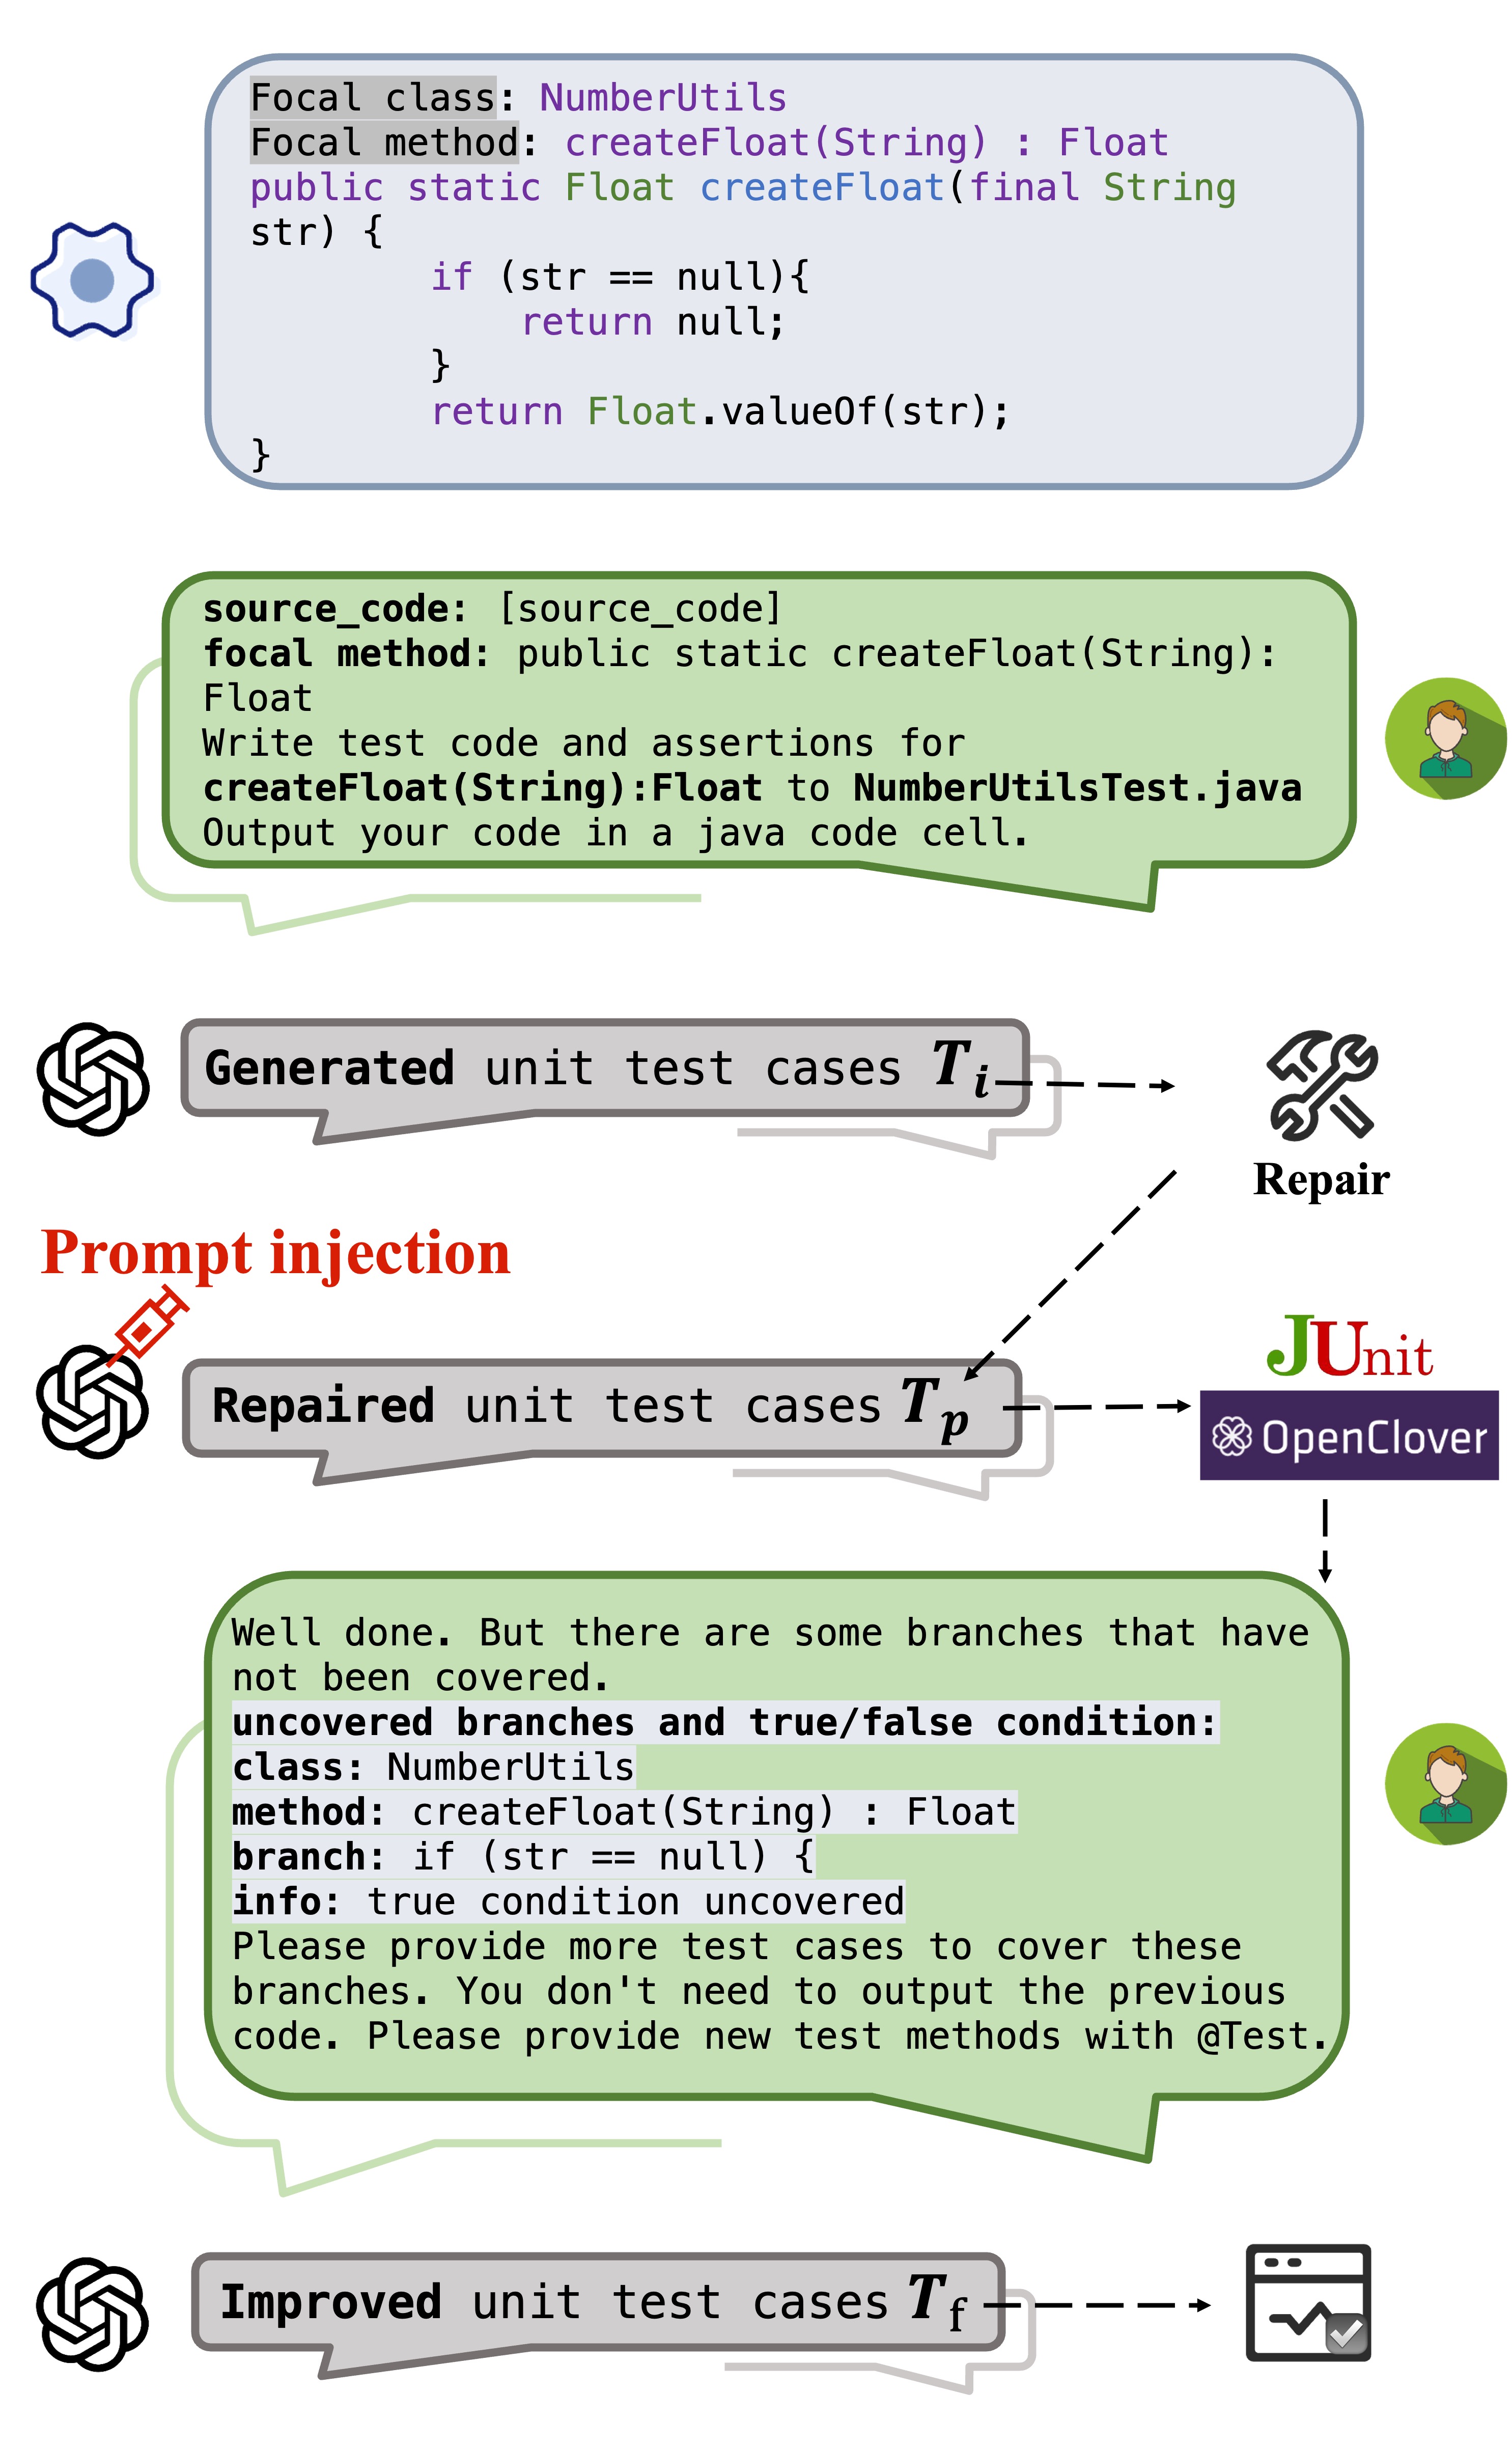 Focal class: NumberUtils
Focal method: createFloat(String) : Float
public static Float createFloat(final String
str) {
if (str == null){
return null;
}
return Float.valueOf(str);
}
source_code: [source_code]
focal method: public static createFloat(String):
Float
Write test code and assertions for
createFloat(String):Float to NumberUtilsTest.java
Output your code in a java code cell.
Generated unit test cases Ti
Repair
Prompt injection
JUnit
Repaired unit test cases Tp
OpenClover
Well done. But there are some branches that have
not been covered.
uncovered branches and true/false condition:
class: NumberUtils
method: createFloat(String) : Float
branch: if (str == null) {
info: true condition uncovered
Please provide more test cases to cover these
branches. You don't need to output the previous
code. Please provide new test methods with @Test.
Improved unit test cases Tf